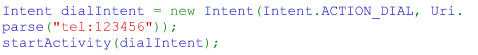 Intent dialIntent = new Intent(Intent.ACTION_DIAL, Uri.
parse("tel:123456"));
startActivity(dialIntent);